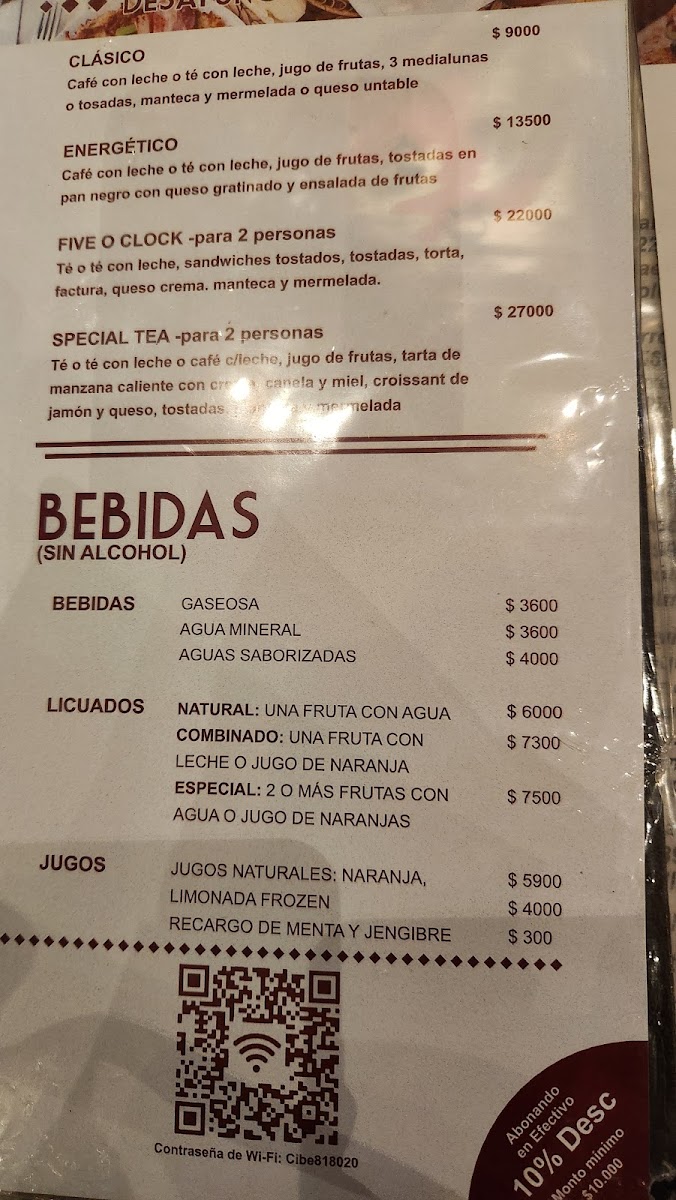 CLÁSICO $ 9000
Café con leche o té con leche, jugo de frutas, 3 medialunas
o tosadas, manteca y mermelada o queso untable
ENERGÉTICO $ 13500
Café con leche o té con leche, jugo de frutas, tostadas en
pan negro con queso gratinado y ensalada de frutas
FIVE O CLOCK -para 2 personas $ 22000
Té o té con leche, sandwiches tostados, tostadas, torta,
factura, queso crema. manteca y mermelada.
SPECIAL TEA -para 2 personas $ 27000
Té o té con leche o café c/leche, jugo de frutas, tarta de
manzana caliente con canela y miel, croissant de
jamón y queso, tostadas, y mermelada
BEBIDAS
(SIN ALCOHOL)
BEBIDAS GASEOSA $ 3600
AGUA MINERAL $ 3600
AGUAS SABORIZADAS $ 4000
LICUADOS NATURAL: UNA FRUTA CON AGUA $ 6000
COMBINADO: UNA FRUTA CON $ 7300
LECHE O JUGO DE NARANJA
ESPECIAL: 2 O MÁS FRUTAS CON $ 7500
AGUA O JUGO DE NARANJAS
JUGOS JUGOS NATURALES: NARANJA, $ 5900
LIMONADA FROZEN $ 4000
RECARGO DE MENTA Y JENGIBRE $ 300
Contraseña de Wi-Fi: Cibe818020
Abonando
en Efectivo
10% Desc
Monto minimo
$10.000